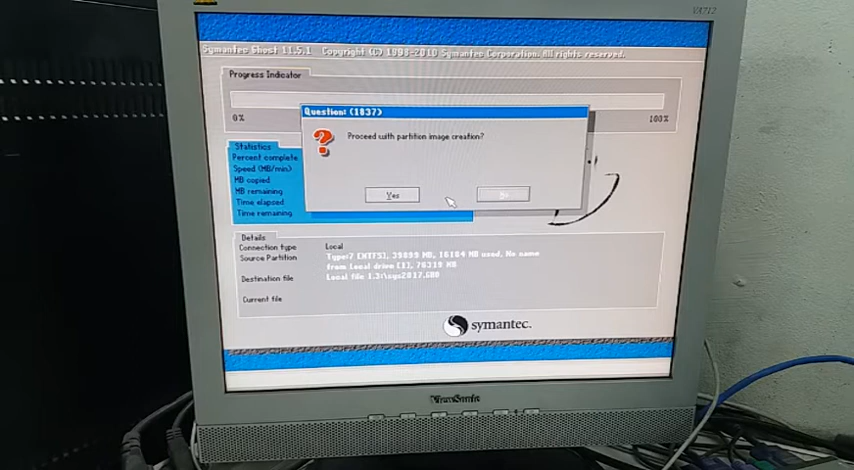 VA712
Symantec Ghost 11.5.1 Copyright (C) 1998-2010 Symantec Corporation. All rights reserved.
Progress Indicator
0%
100%
Question: (1837)
Proceed with partition image creation?
Yes
No
Statistics
Percent complete
Speed (MB/min)
MB copied
MB remaining
Time elapsed
Time remaining
Details
Connection type Local
Source Partition Type:7 [NTFS], 39899 MB, 16184 MB used, No name
from Local drive [1], 76319 MB
Destination file Local file 1.3:\sys2017.GHO
Current file
symantec.
ViewSonic